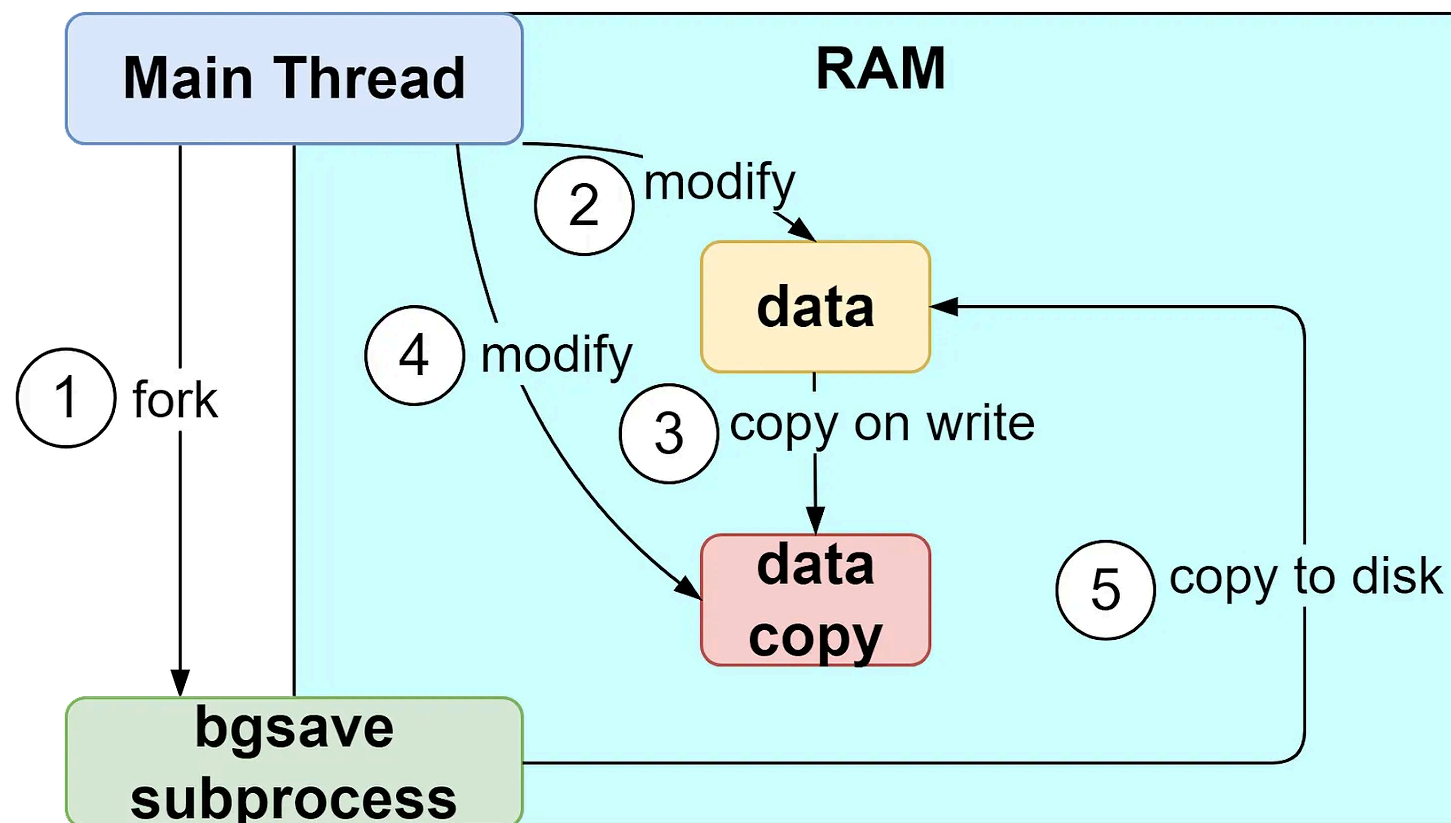 Main Thread
RAM
2
modify
data
1
fork
4
modify
3
copy on write
data
copy
5
copy to disk
bgsave
subprocess